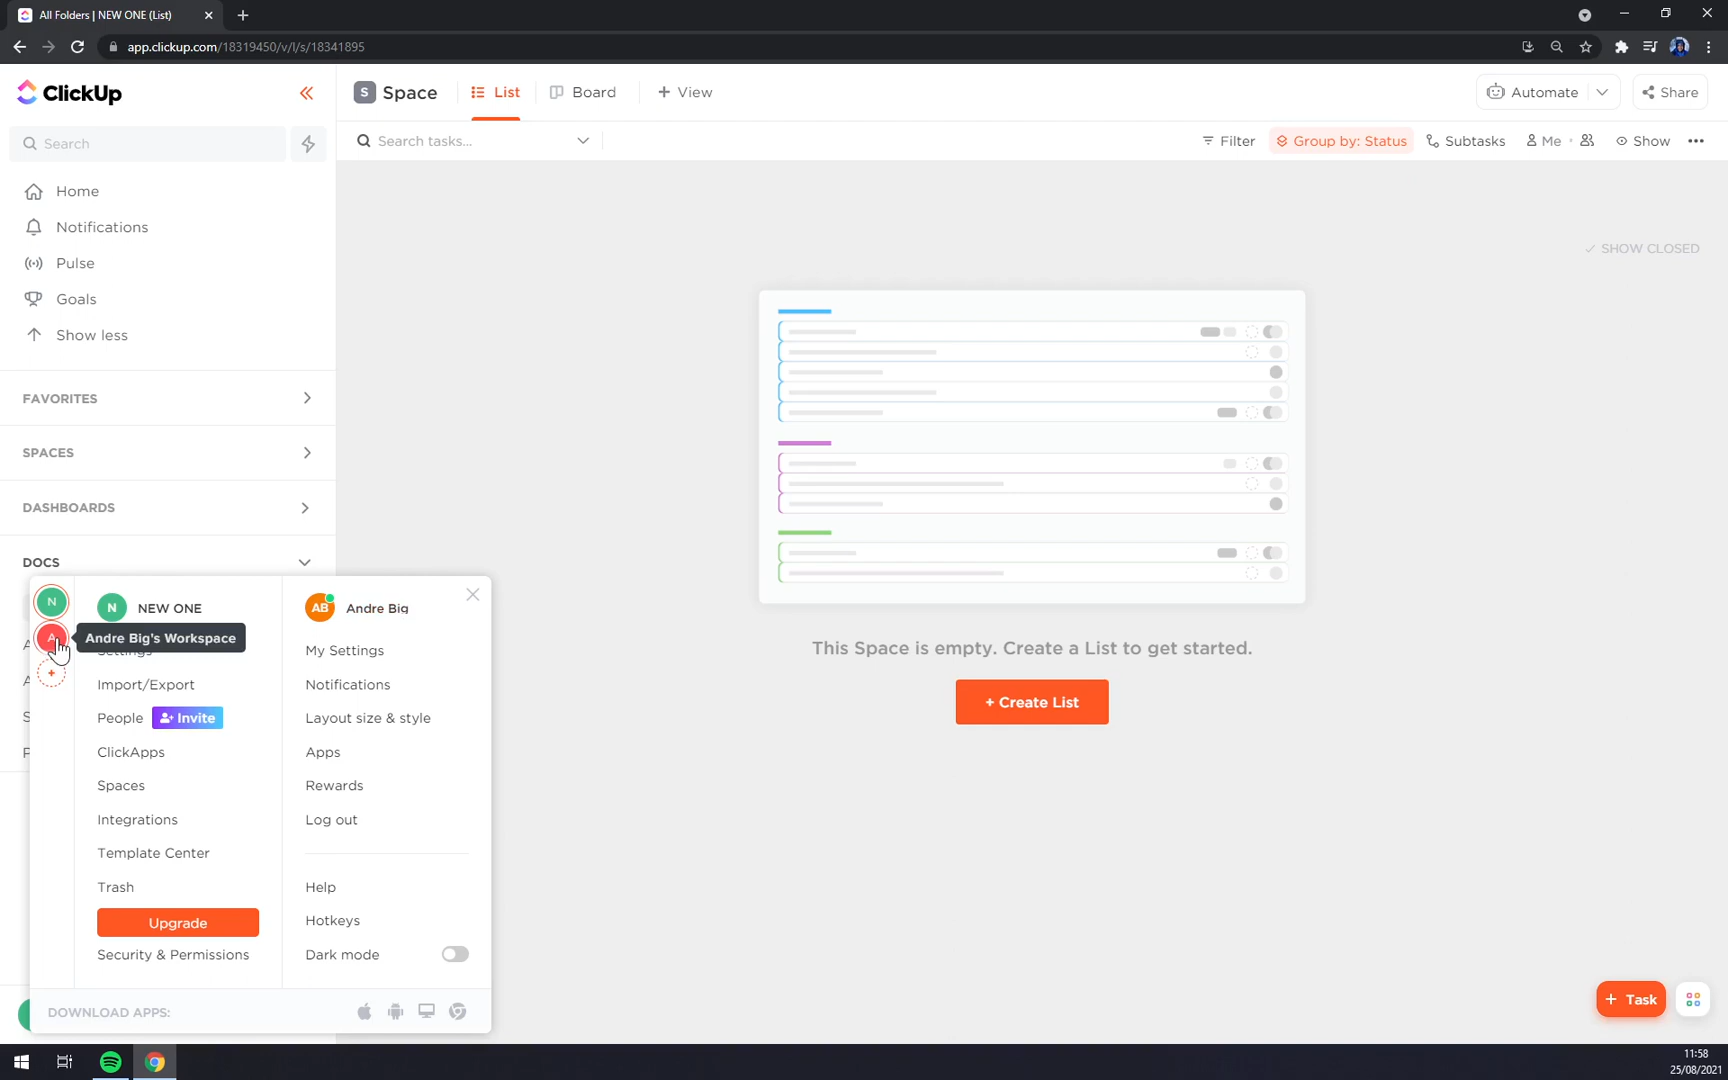 All Folders | NEW ONE (List)
app.clickup.com/18319450/v/l/s/18341895
ClickUp
Search
Home
Notifications
Pulse
Goals
Show less
FAVORITES
SPACES
DASHBOARDS
DOCS
S Space
List
Board
+ View
Automate
Share
Search tasks...
Filter
Group by: Status
Subtasks
Me
Show
SHOW CLOSED
This Space is empty. Create a List to get started.
+ Create List
N
A
+
N NEW ONE
Andre Big's Workspace
Settings
Import/Export
People
Invite
ClickApps
Spaces
Integrations
Template Center
Trash
Upgrade
Security & Permissions
AB Andre Big
My Settings
Notifications
Layout size & style
Apps
Rewards
Log out
Help
Hotkeys
Dark mode
DOWNLOAD APPS:
+ Task
11:58
25/08/2021